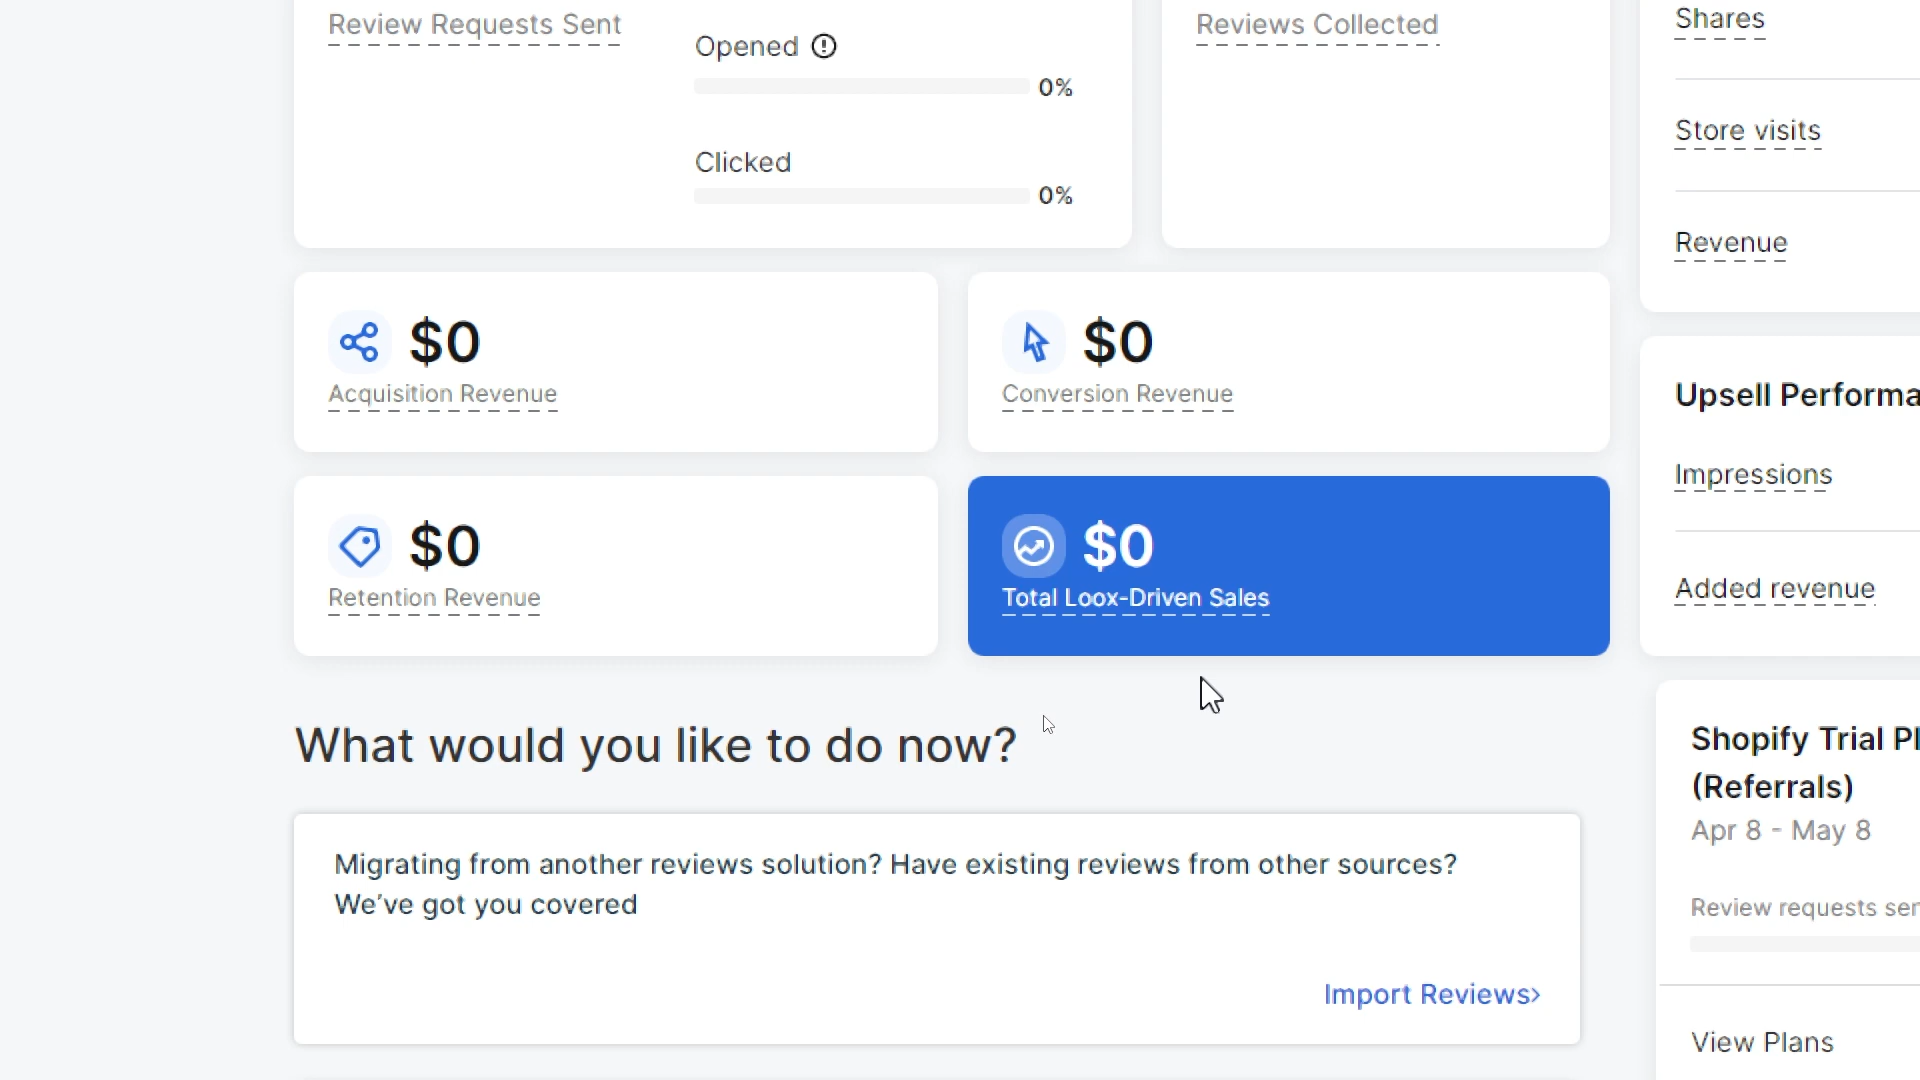 Review Requests Sent
Opened
0%
Clicked
0%
Reviews Collected
Shares
Store visits
Revenue
$0
Acquisition Revenue
$0
Conversion Revenue
$0
Retention Revenue
$0
Total Loox-Driven Sales
Upsell Performa
Impressions
Added revenue
What would you like to do now?
Migrating from another reviews solution? Have existing reviews from other sources?
We've got you covered
Import Reviews>
Shopify Trial Pl
(Referrals)
Apr 8 - May 8
Review requests sen
View Plans